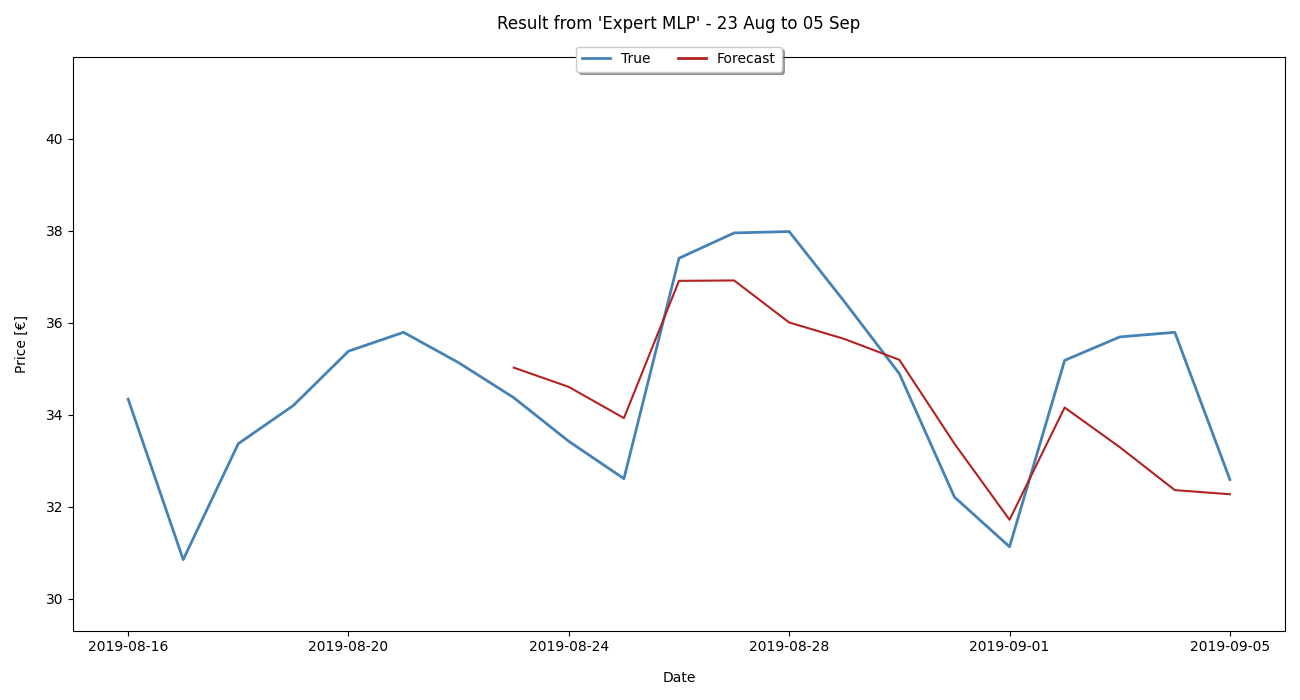 Result from 'Expert MLP' - 23 Aug to 05 Sep
True Forecast
Price [€]
40
38
36
34
32
30
2019-08-16 2019-08-20 2019-08-24 2019-08-28 2019-09-01 2019-09-05
Date